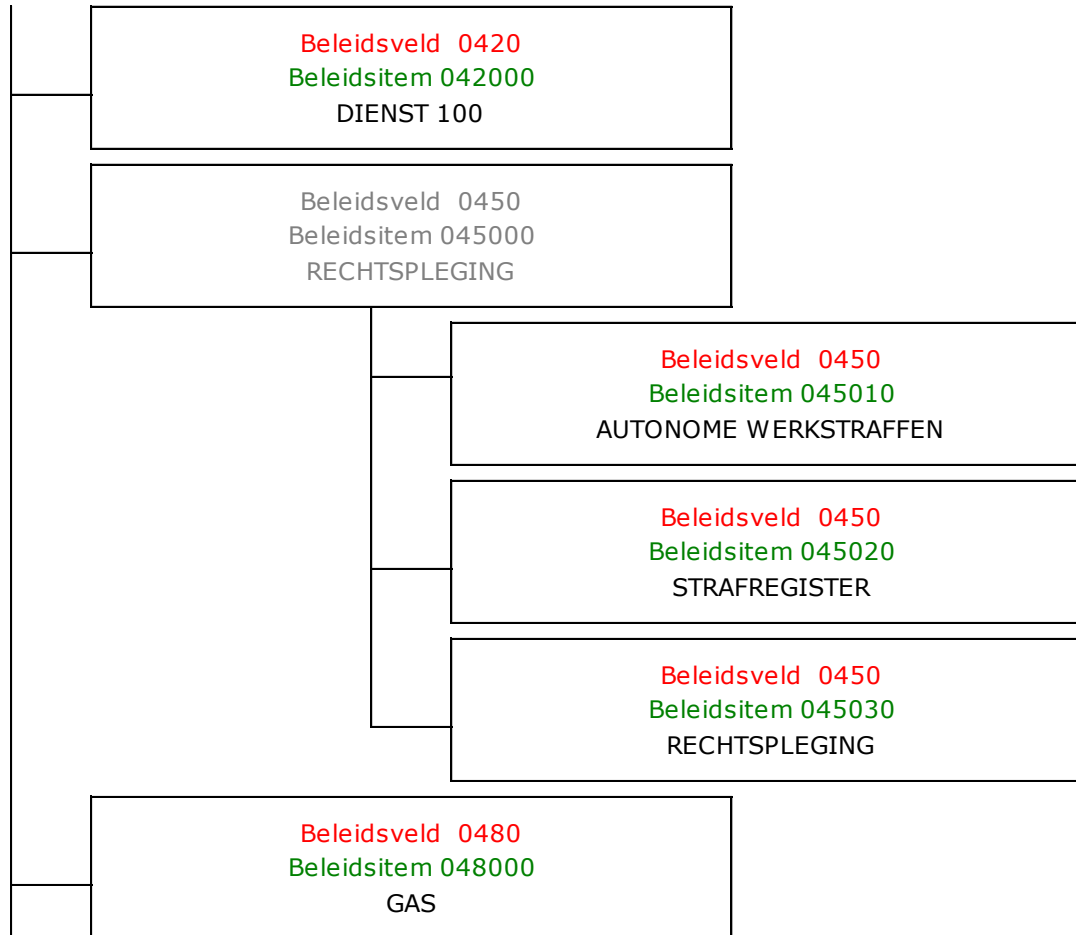 Beleidsveld 0420
Beleidsitem 042000
DIENST 100
Beleidsveld 0450
Beleidsitem 045000
RECHTSPLEGING
Beleidsveld 0450
Beleidsitem 045010
AUTONOME WERKSTRAFFEN
Beleidsveld 0450
Beleidsitem 045020
STRAFREGISTER
Beleidsveld 0450
Beleidsitem 045030
RECHTSPLEGING
Beleidsveld 0480
Beleidsitem 048000
GAS